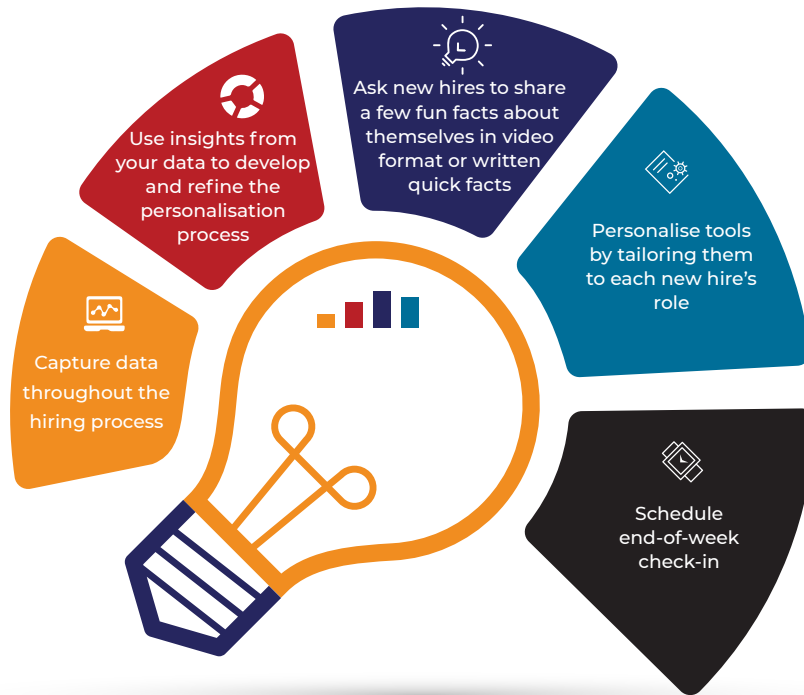 Capture data
throughout the
hiring process
Use insights from
your data to develop
and refine the
personalisation
process
Ask new hires to share
a few fun facts about
themselves in video
format or written
quick facts
Personalise tools
by tailoring them
to each new hire's
role
Schedule
end-of-week
check-in